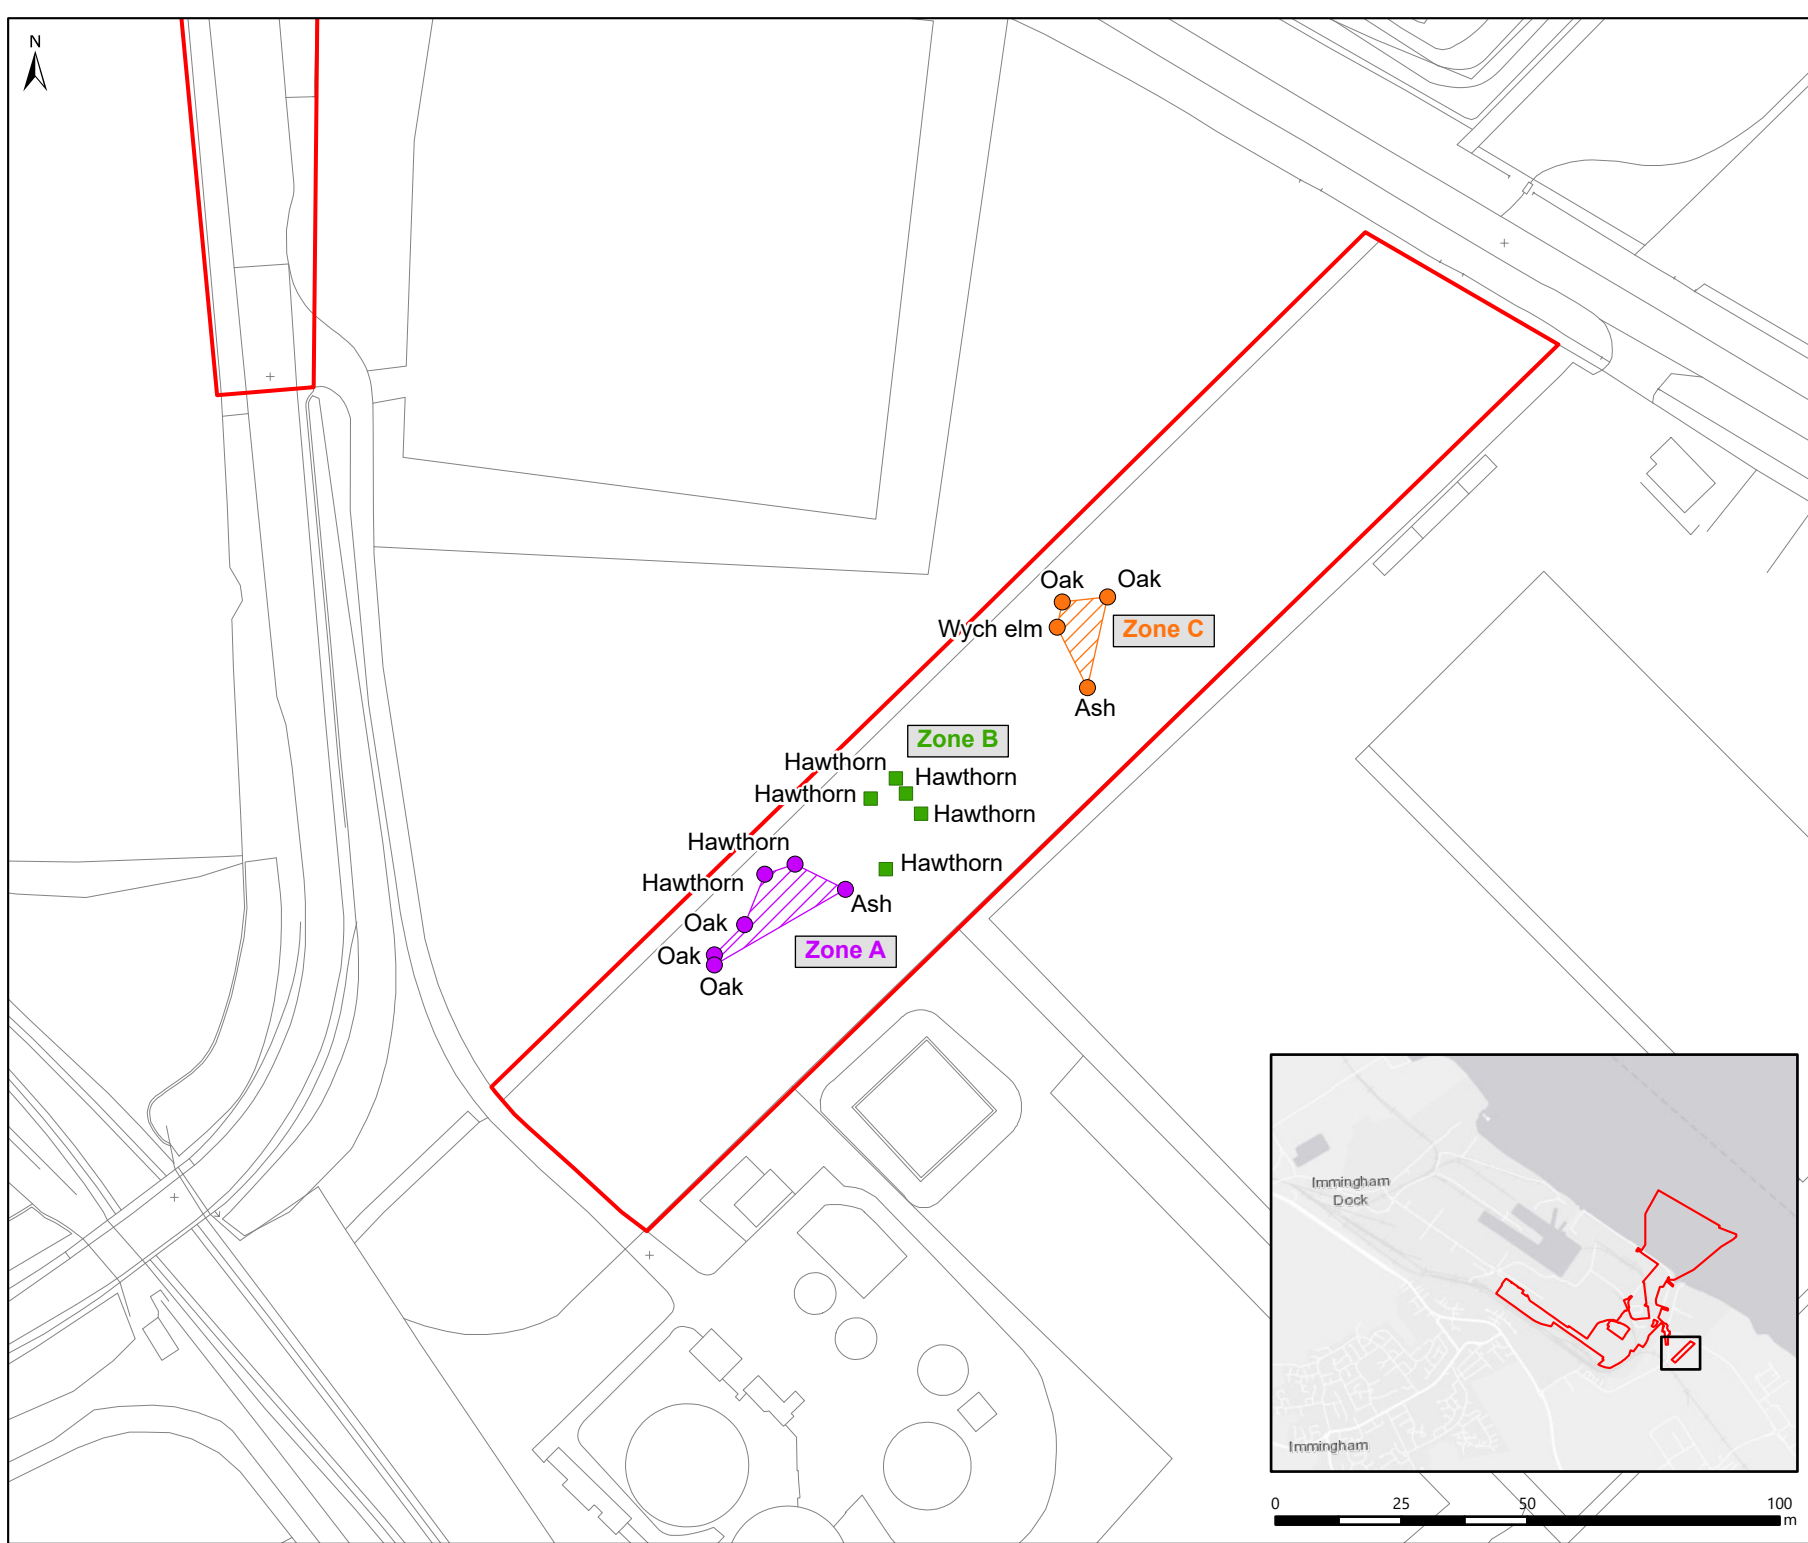 N
Oak
Oak
Wych elm
Zone C
Ash
Zone B
Hawthorn
Hawthorn
Hawthorn
Hawthorn
Hawthorn
Hawthorn
Hawthorn
Ash
Oak
Zone A
Oak
Oak
Immingham
Dock
Immingham
0
25
50
100
m